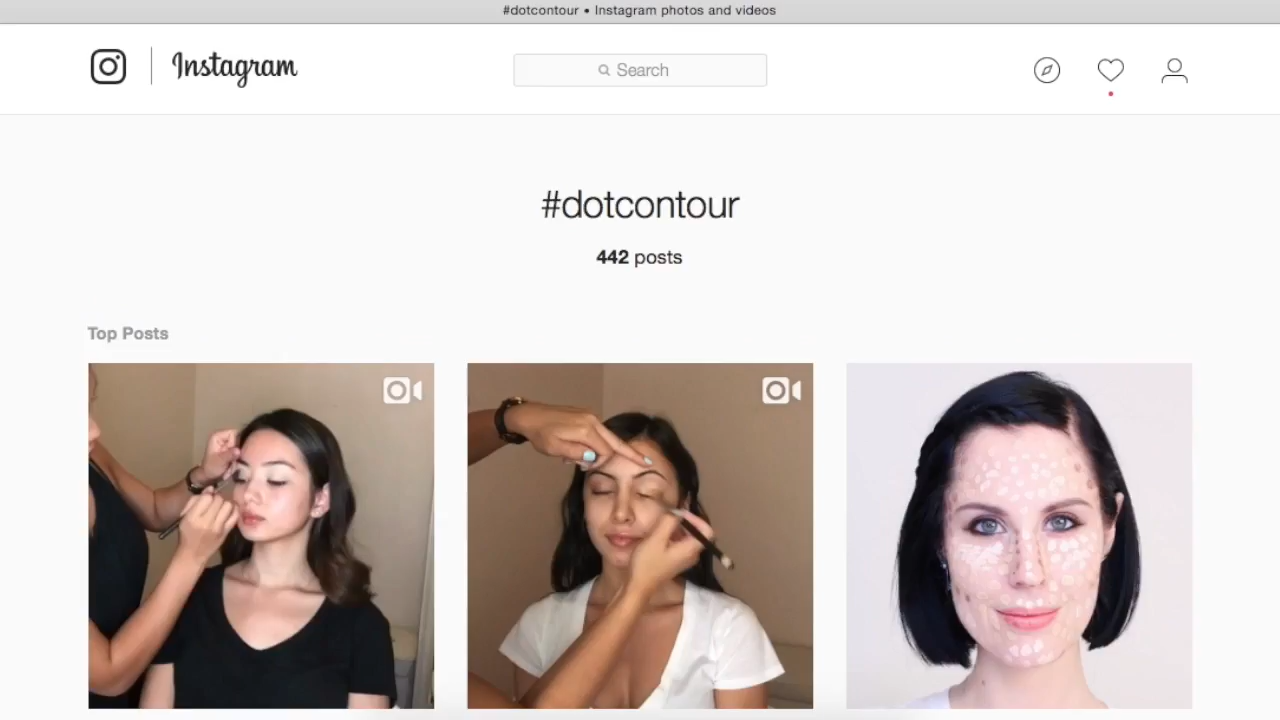 #dotcontour • Instagram photos and videos
Instagram
Search
#dotcontour
442 posts
Top Posts